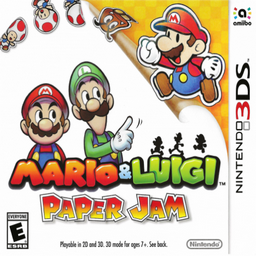 amiibo
NINTENDO 3DS
MARIO & LUIGI
TM
PAPER JAM
EVERYONE
E
ESRB
Playable in 2D and 3D. 3D mode for ages 7+. See back.
Nintendo